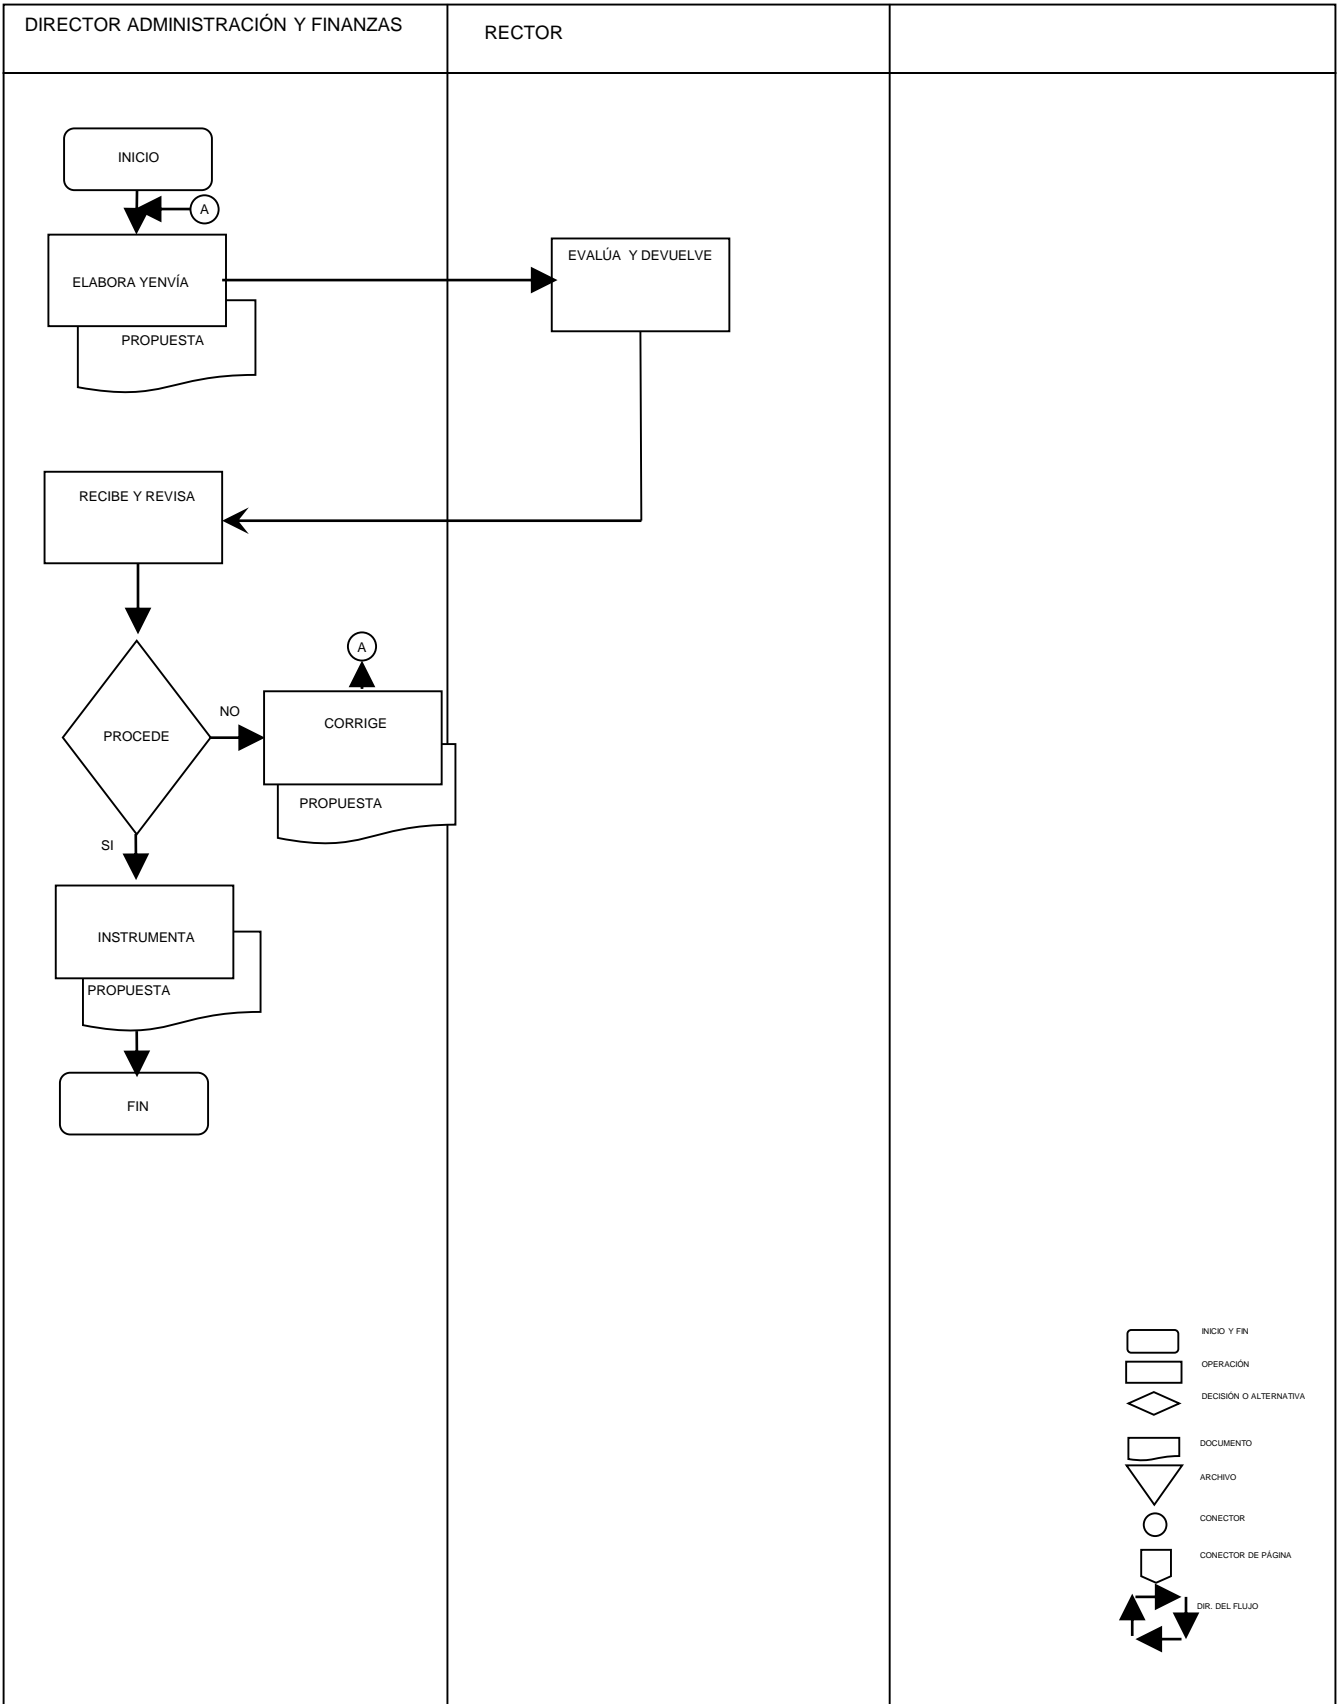 DIRECTOR ADMINISTRACIÓN Y FINANZAS
RECTOR
INICIO
A
ELABORA YENVÍA
PROPUESTA
EVALÚA Y DEVUELVE
RECIBE Y REVISA
A
NO
CORRIGE
PROCEDE
PROPUESTA
SI
INSTRUMENTA
PROPUESTA
FIN
INICIO Y FIN
OPERACIÓN
DECISIÓN O ALTERNATIVA
DOCUMENTO
ARCHIVO
CONECTOR
CONECTOR DE PÁGINA
DIR. DEL FLUJO